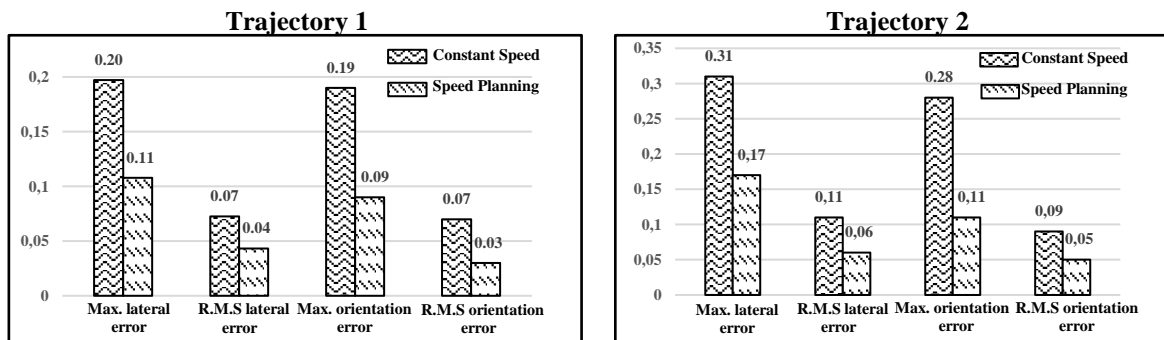 Trajectory 1
Constant Speed
Speed Planning
0,2
0,15
0,1
0,05
0
0.20
0.11
0.07
0.04
0.19
0.09
0.07
0.03
Max. lateral
error
R.M.S lateral
error
Max. orientation
error
R.M.S orientation
error
Trajectory 2
Constant Speed
Speed Planning
0,35
0,3
0,25
0,2
0,15
0,1
0,05
0
0.31
0,17
0,11
0,06
0.28
0,11
0,09
0,05
Max. lateral
error
R.M.S lateral
error
Max. orientation
error
R.M.S orientation
error